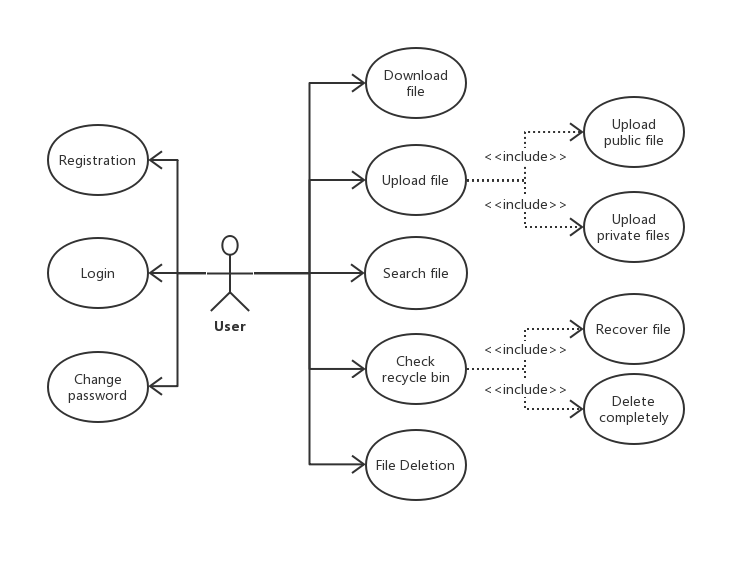 Download
file
Upload
public file
<<include>>
Registration
Upload file
<<include>>
Upload
private files
Login
Search file
User
Recover file
<<include>>
Check
recycle bin
Change
password
<<include>>
Delete
completely
File Deletion